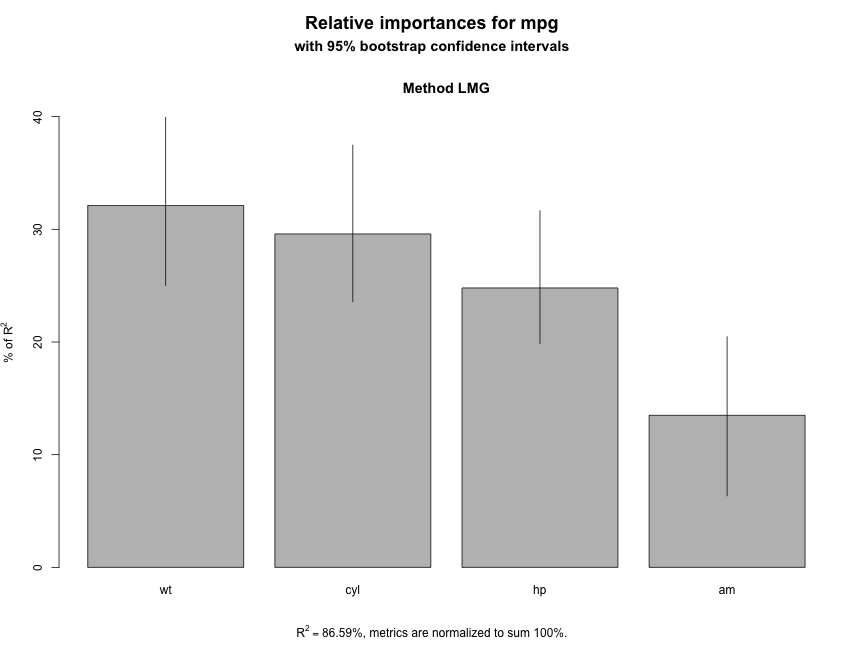 Relative importances for mpg
with 95% bootstrap confidence intervals
Method LMG
% of R²
40
30
20
10
0
wt cyl hp am
R² = 86.59%, metrics are normalized to sum 100%.